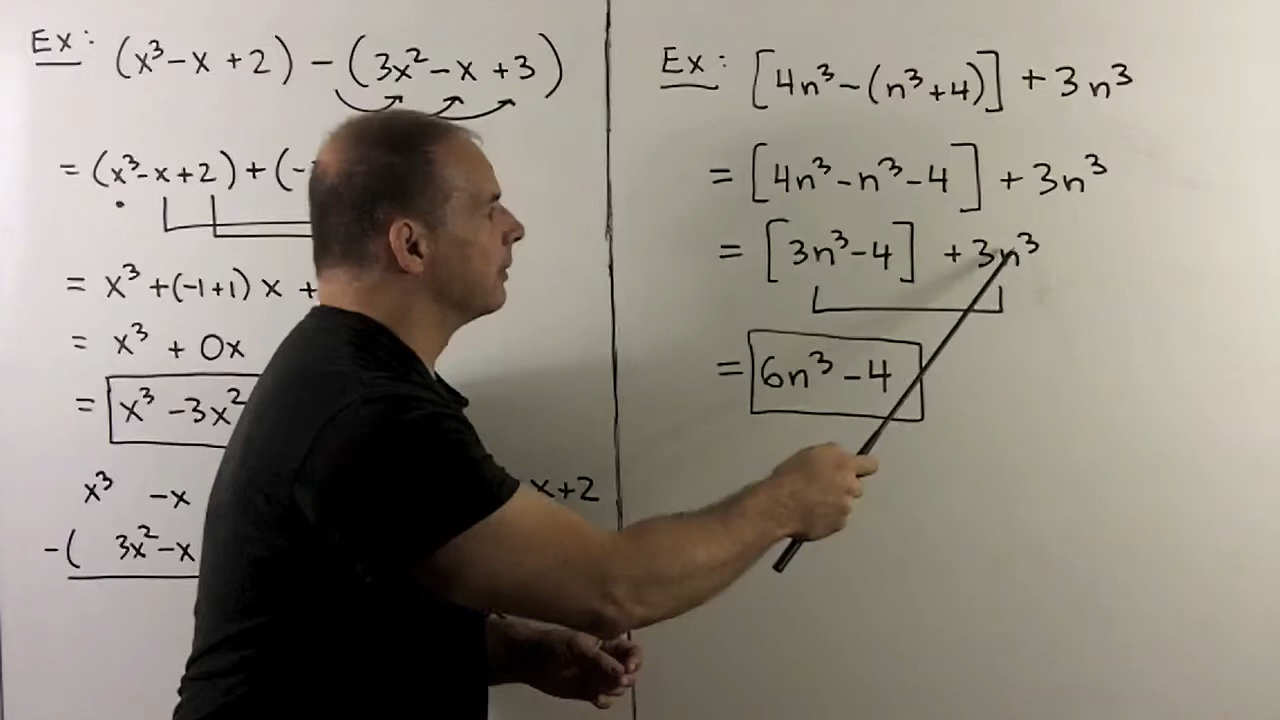 Ex: (x³-x+2) - (3x²-x+3)
= (x³-x+2)+(-
= x³+(-1+1)x+
= x³ + 0x
= x³-3x²
x³ -x
-( 3x²-x
x+2
Ex: [4n³-(n³+4)]+3n³
= [4n³-n³-4]+3n³
= [3n³-4] +3n³
= 6n³-4